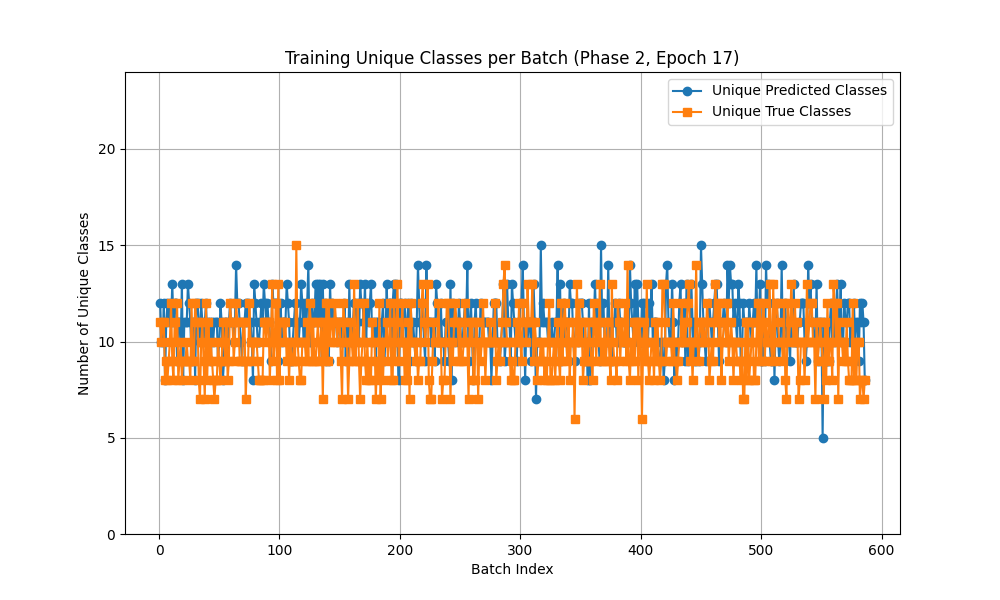 Training Unique Classes per Batch (Phase 2, Epoch 17)
Unique Predicted Classes
Unique True Classes
Number of Unique Classes
20
15
10
5
0
0 100 200 300 400 500 600
Batch Index